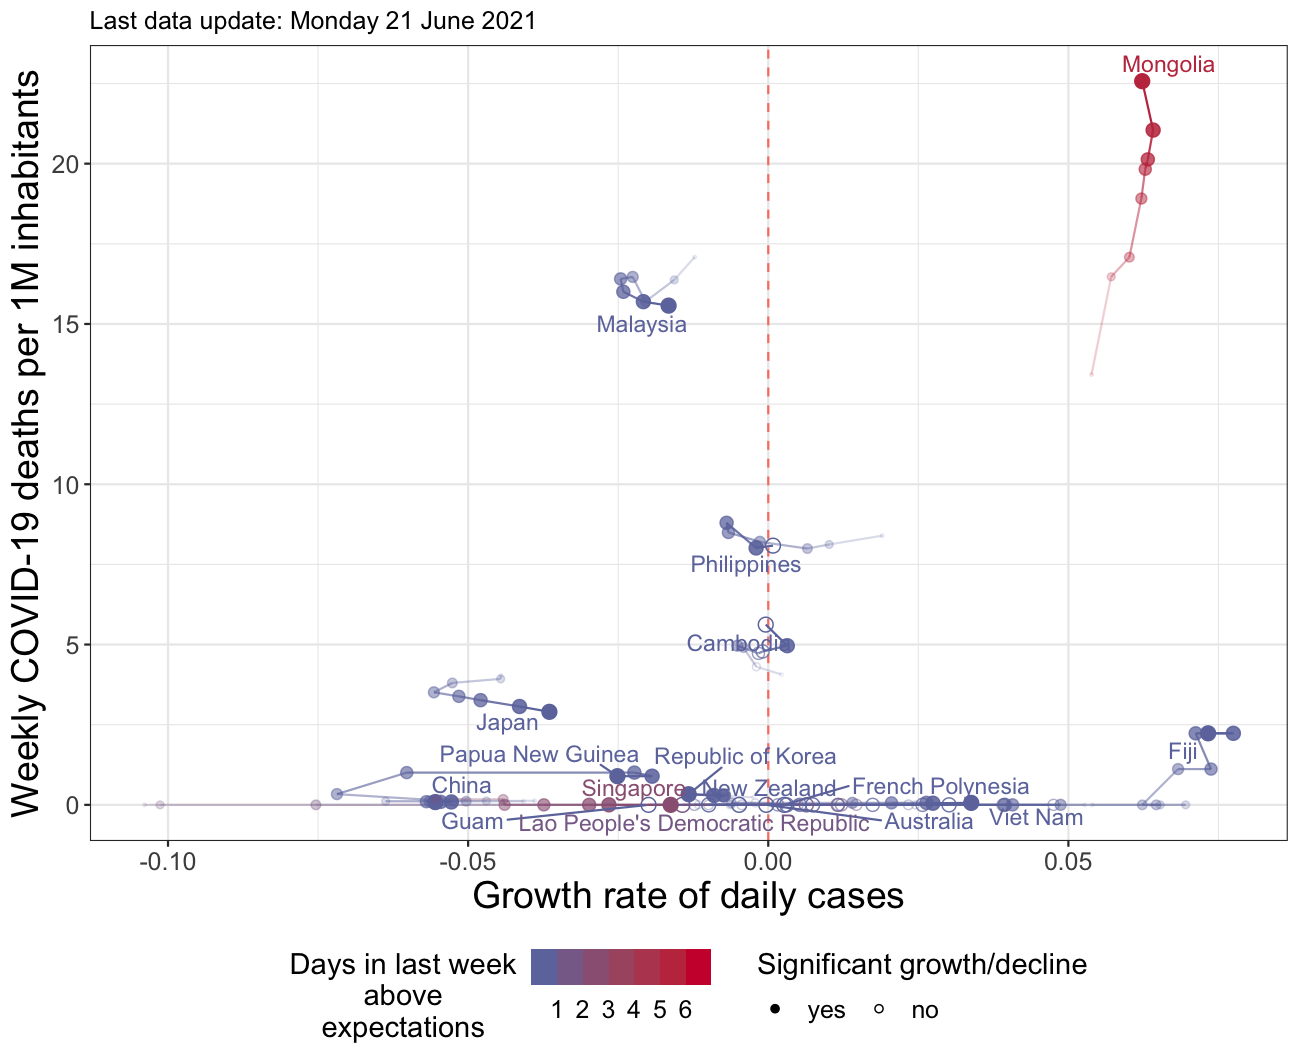 Last data update: Monday 21 June 2021
Weekly COVID-19 deaths per 1M inhabitants
20
15
10
5
0
Mongolia
Malaysia
Philippines
Cambodia
Japan
Fiji
Papua New Guinea
Republic of Korea
China
Singapore
New Zealand
French Polynesia
Guam
Lao People's Democratic Republic
Australia
Viet Nam
-0.10
-0.05
0.00
0.05
Growth rate of daily cases
Days in last week
above
expectations
1 2 3 4 5 6
Significant growth/decline
yes no